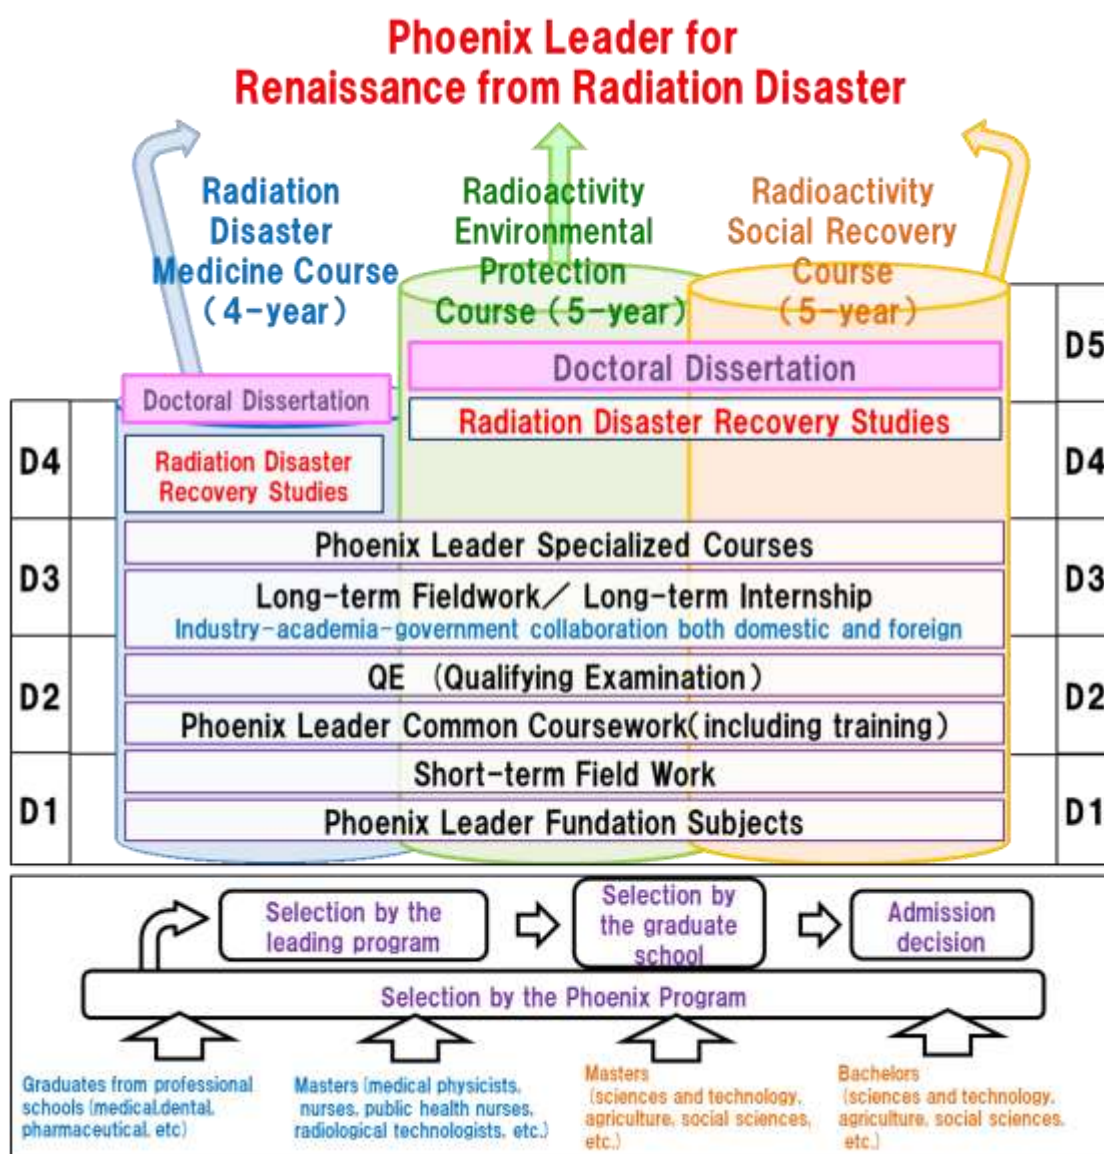 Phoenix Leader for
Renaissance from Radiation Disaster
Radiation
Disaster
Medicine Course
(4-year)
Radioactivity
Environmental
Protection
Course (5-year)
Radioactivity
Social Recovery
Course
(5-year)
D5
Doctoral Dissertation
Doctoral Dissertation
Radiation Disaster Recovery Studies
D4
Radiation Disaster
Recovery Studies
D4
Phoenix Leader Specialized Courses
D3
Long-term Fieldwork／ Long-term Internship
Industry-academia-government collaboration both domestic and foreign
D3
QE (Qualifying Examination)
D2
Phoenix Leader Common Coursework(including training)
D2
Short-term Field Work
D1
Phoenix Leader Fundation Subjects
D1
Selection by the
leading program
Selection by
the graduate
school
Admission
decision
Selection by the Phoenix Program
Graduates from professional
schools (medical,dental,
pharmaceutical, etc)
Masters (medical physicists,
nurses, public health nurses,
radiological technologists, etc.)
Masters
(sciences and technology,
agriculture, social sciences,
etc.)
Bachelors
(sciences and technology,
agriculture, social sciences,
etc.)